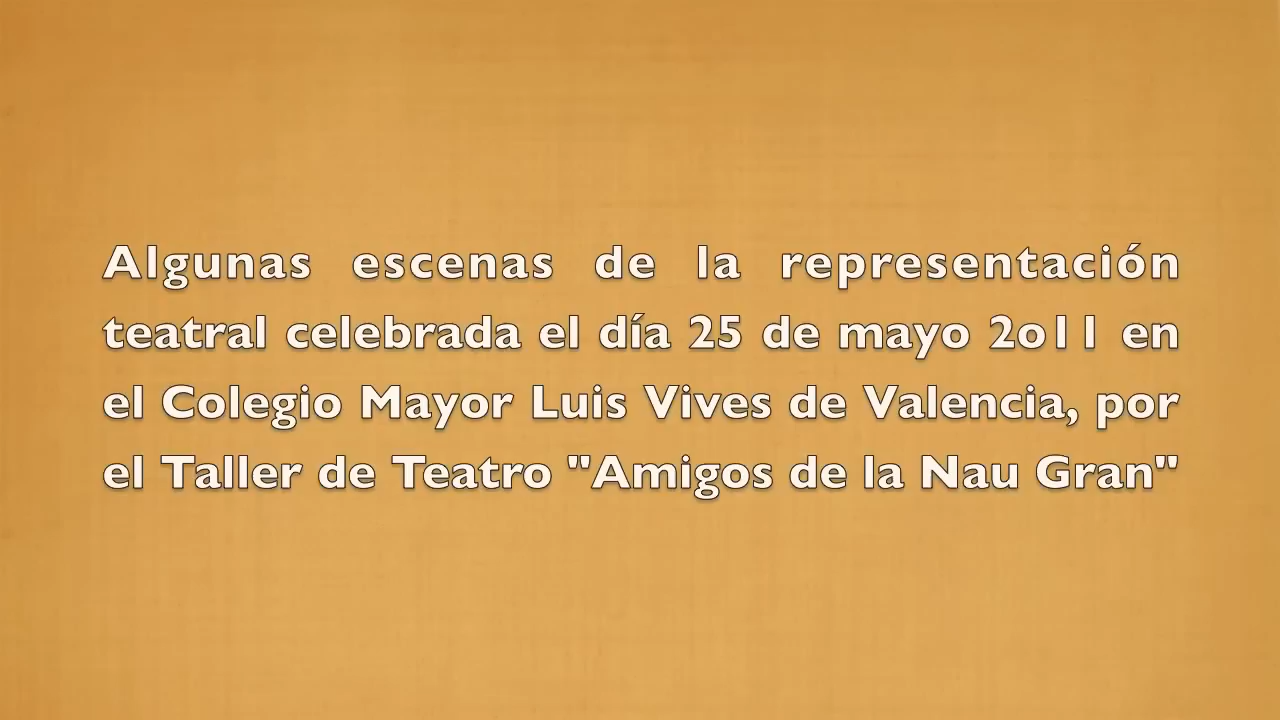 Algunas escenas de la representación
teatral celebrada el día 25 de mayo 2o11 en
el Colegio Mayor Luis Vives de Valencia, por
el Taller de Teatro "Amigos de la Nau Gran"